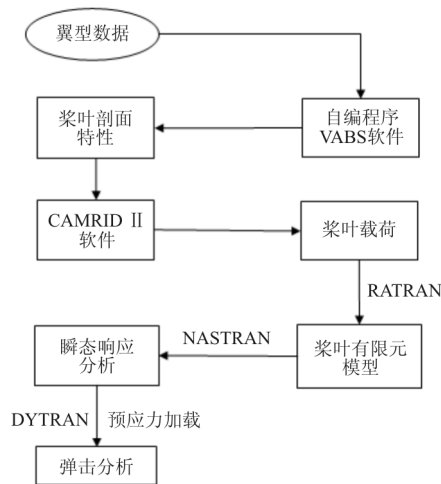 翼型数据
自编程序
VABS软件
桨叶剖面
特性
CAMRID Ⅱ
软件
桨叶载荷
RATRAN
桨叶有限元
模型
NASTRAN
瞬态响应
分析
DYTRAN 预应力加载
弹击分析